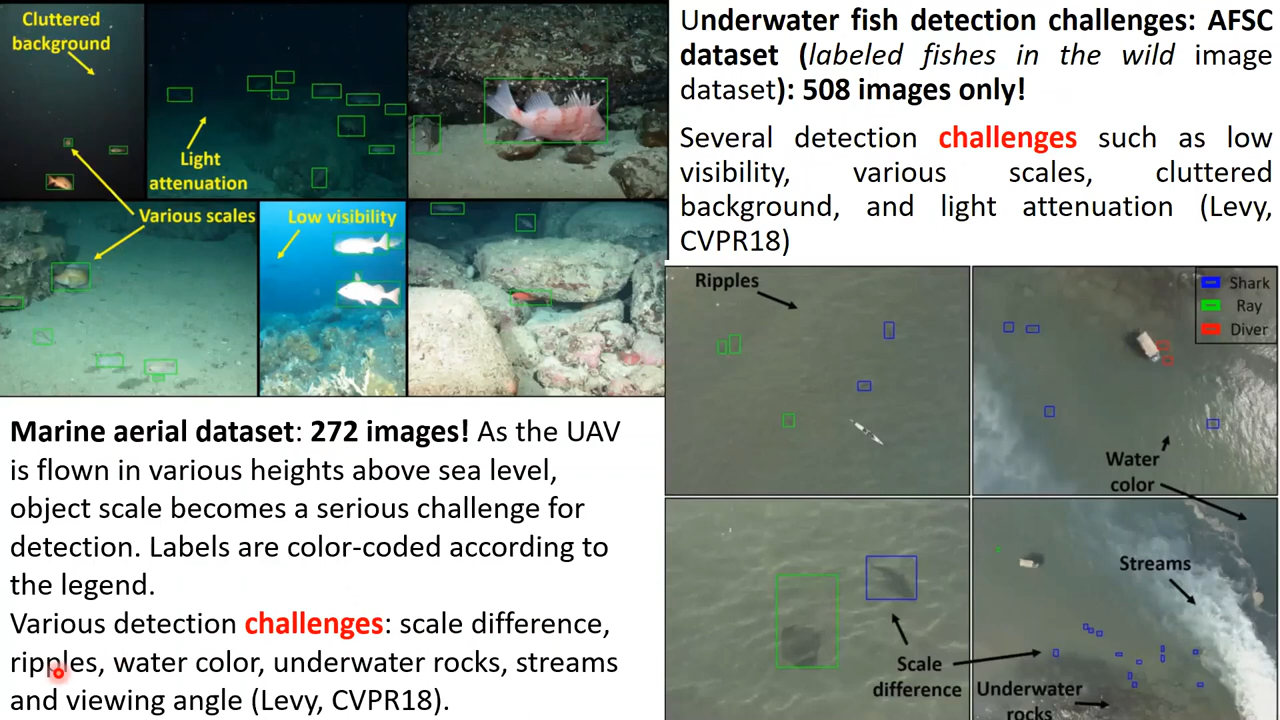 Cluttered
background
Light
attenuation
Various scales
Low visibility
Underwater fish detection challenges: AFSC
dataset (labeled fishes in the wild image
dataset): 508 images only!
Several detection challenges such as low
visibility, various scales, cluttered
background, and light attenuation (Levy,
CVPR18)
Marine aerial dataset: 272 images! As the UAV
is flown in various heights above sea level,
object scale becomes a serious challenge for
detection. Labels are color-coded according to
the legend.
Various detection challenges: scale difference,
ripples, water color, underwater rocks, streams
and viewing angle (Levy, CVPR18).
Ripples
Shark
Ray
Diver
Water
color
Streams
Scale
difference
Underwater
rocks